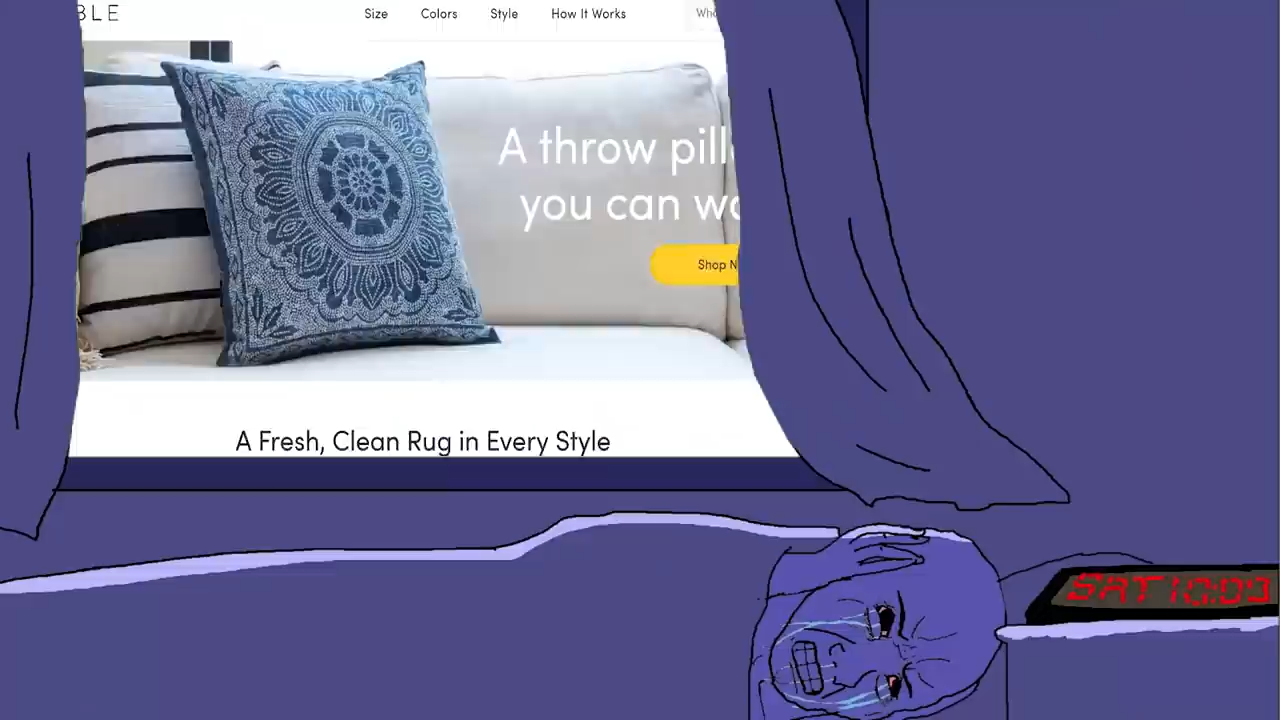 BLE
Size Colors Style How It Works
A throw pill
you can wa
Shop N
A Fresh, Clean Rug in Every Style
SAT 10:00